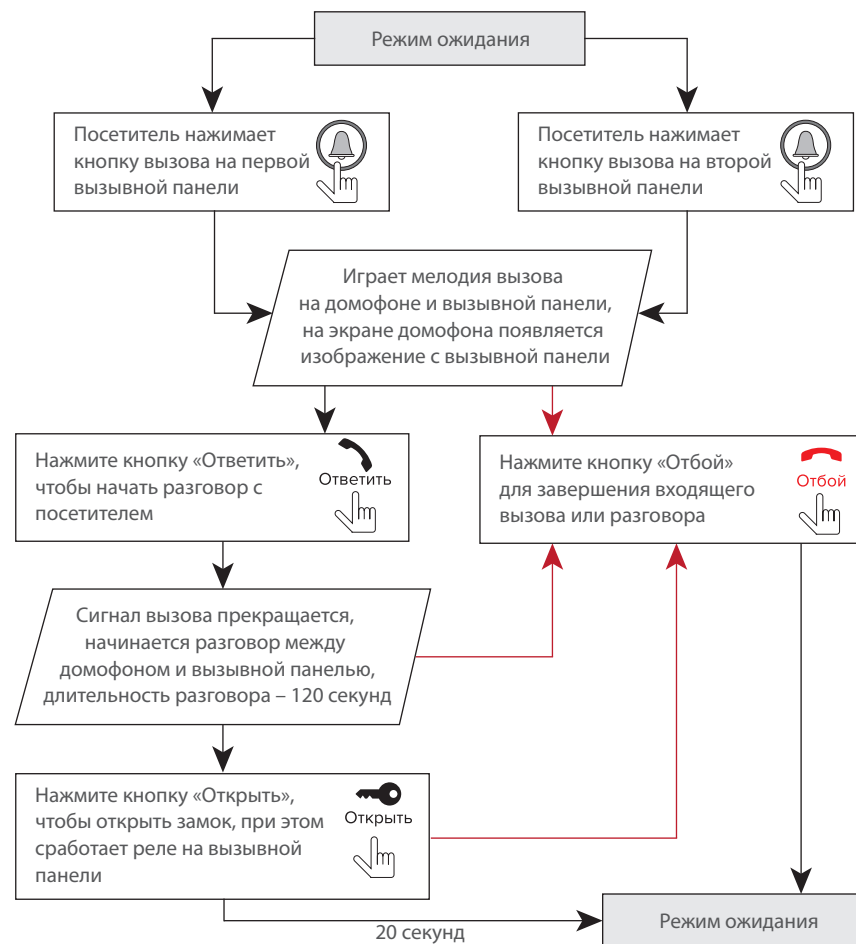 Режим ожидания
Посетитель нажимает
кнопку вызова на первой
вызывной панели
Посетитель нажимает
кнопку вызова на второй
вызывной панели
Играет мелодия вызова
на домофоне и вызывной панели,
на экране домофона появляется
изображение с вызывной панели
Нажмите кнопку «Ответить»,
чтобы начать разговор с
посетителем
Ответить
Нажмите кнопку «Отбой»
для завершения входящего
вызова или разговора
Отбой
Сигнал вызова прекращается,
начинается разговор между
домофоном и вызывной панелью,
длительность разговора – 120 секунд
Нажмите кнопку «Открыть»,
чтобы открыть замок, при этом
сработает реле на вызывной
панели
Открыть
20 секунд
Режим ожидания